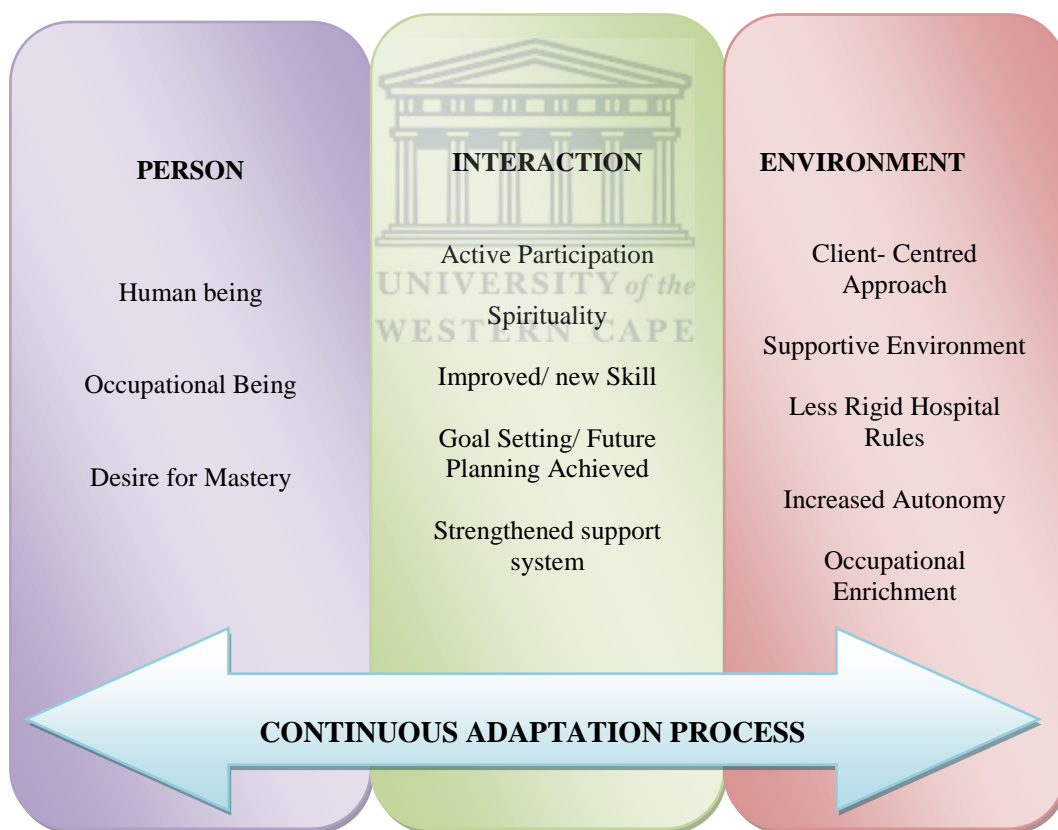 PERSON
Human being
Occupational Being
Desire for Mastery
INTERACTION
Active Participation
UNIVERSITY of the
Spirituality
WESTERN CAPE
Improved/ new Skill
Goal Setting/ Future
Planning Achieved
Strengthened support
system
ENVIRONMENT
Client- Centred
Approach
Supportive Environment
Less Rigid Hospital
Rules
Increased Autonomy
Occupational
Enrichment
CONTINUOUS ADAPTATION PROCESS